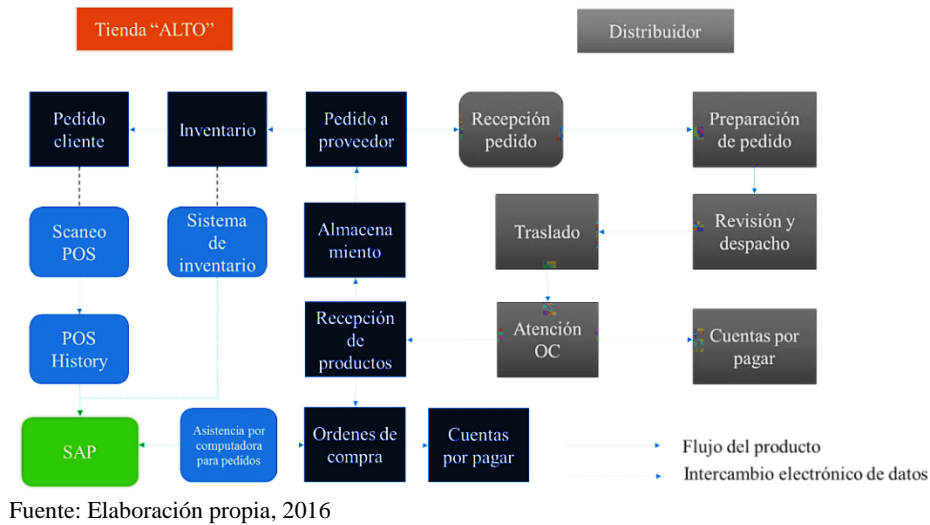 Tienda “ALTO”
Distribuidor
Pedido
cliente
Inventario
Pedido a
proveedor
Recepción
pedido
Preparación
de pedido
Scaneo
POS
Sistema
de
inventario
Almacena
miento
Traslado
Revisión y
despacho
POS
History
Recepción
de
productos
Atención
OC
Cuentas por
pagar
SAP
Asistencia por
computadora
para pedidos
Ordenes de
compra
Cuentas
por pagar
Flujo del producto
Intercambio electrónico de datos
Fuente: Elaboración propia, 2016